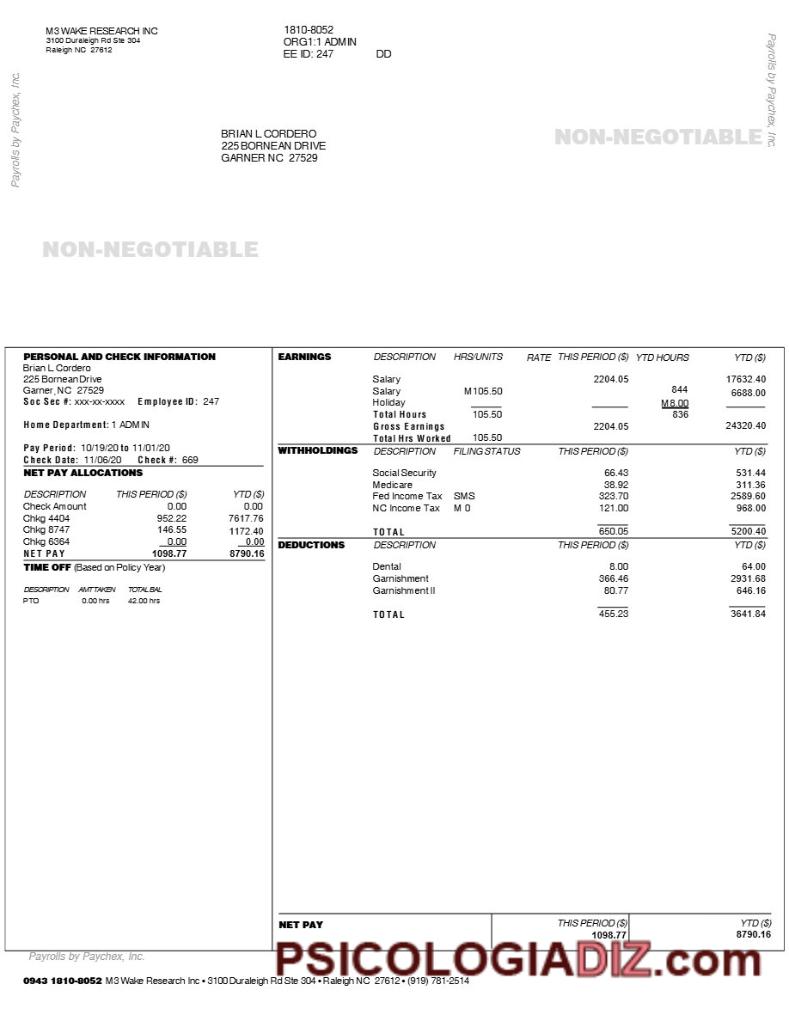 M3 WAKE RESEARCH INC
3100 Duraleigh Rd Ste 304
Raleigh NC 27612
1810-8052
ORG1:1 ADMIN
EE ID: 247 DD
Payrolls by Paychex, Inc.
Payrolls by Paychex, Inc.
BRIAN L CORDERO
225 BORNEAN DRIVE
GARNER NC 27529
NON-NEGOTIABLE
NON-NEGOTIABLE
PERSONAL AND CHECK INFORMATION
Brian L Cordero
225 Bornean Drive
Garner, NC 27529
Soc Sec #: xxx-xx-xxxx Employee ID: 247
Home Department: 1 ADMIN
Pay Period: 10/19/20 to 11/01/20
Check Date: 11/06/20 Check #: 669
NET PAY ALLOCATIONS
DESCRIPTION THIS PERIOD ($) YTD ($)
Check Amount 0.00 0.00
Chkg 4404 952.22 7617.76
Chkg 8747 146.55 1172.40
Chkg 6364 0.00 0.00
NET PAY 1098.77 8790.16
TIME OFF (Based on Policy Year)
DESCRIPTION AMT TAKEN TOTAL BAL
PTO 0.00 hrs 42.00 hrs
EARNINGS DESCRIPTION HRS/UNITS RATE THIS PERIOD ($) YTD HOURS YTD ($)
Salary 2204.05 17632.40
Salary M105.50 844 6688.00
Holiday M8.00
Total Hours 105.50 836
Gross Earnings 2204.05 24320.40
Total Hrs Worked 105.50
WITHHOLDINGS DESCRIPTION FILING STATUS THIS PERIOD ($) YTD ($)
Social Security 66.43 531.44
Medicare 38.92 311.36
Fed Income Tax SMS 323.70 2589.60
NC Income Tax M 0 121.00 968.00
TOTAL 650.05 5200.40
DEDUCTIONS DESCRIPTION THIS PERIOD ($) YTD ($)
Dental 8.00 64.00
Garnishment 366.46 2931.68
Garnishment II 80.77 646.16
TOTAL 455.23 3641.84
NET PAY THIS PERIOD ($) YTD ($)
1098.77 8790.16
Payrolls by Paychex, Inc.
PSICOLOGIADIZ.com
0943 1810-8052 M3 Wake Research Inc • 3100 Duraleigh Rd Ste 304 • Raleigh NC 27612 • (919) 781-2514